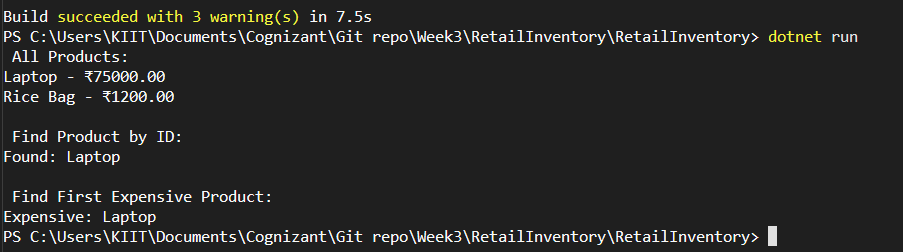 Build succeeded with 3 warning(s) in 7.5s
PS C:\Users\KIIT\Documents\Cognizant\Git repo\Week3\RetailInventory\RetailInventory> dotnet run
All Products:
Laptop - ₹75000.00
Rice Bag - ₹1200.00
Find Product by ID:
Found: Laptop
Find First Expensive Product:
Expensive: Laptop
PS C:\Users\KIIT\Documents\Cognizant\Git repo\Week3\RetailInventory\RetailInventory>